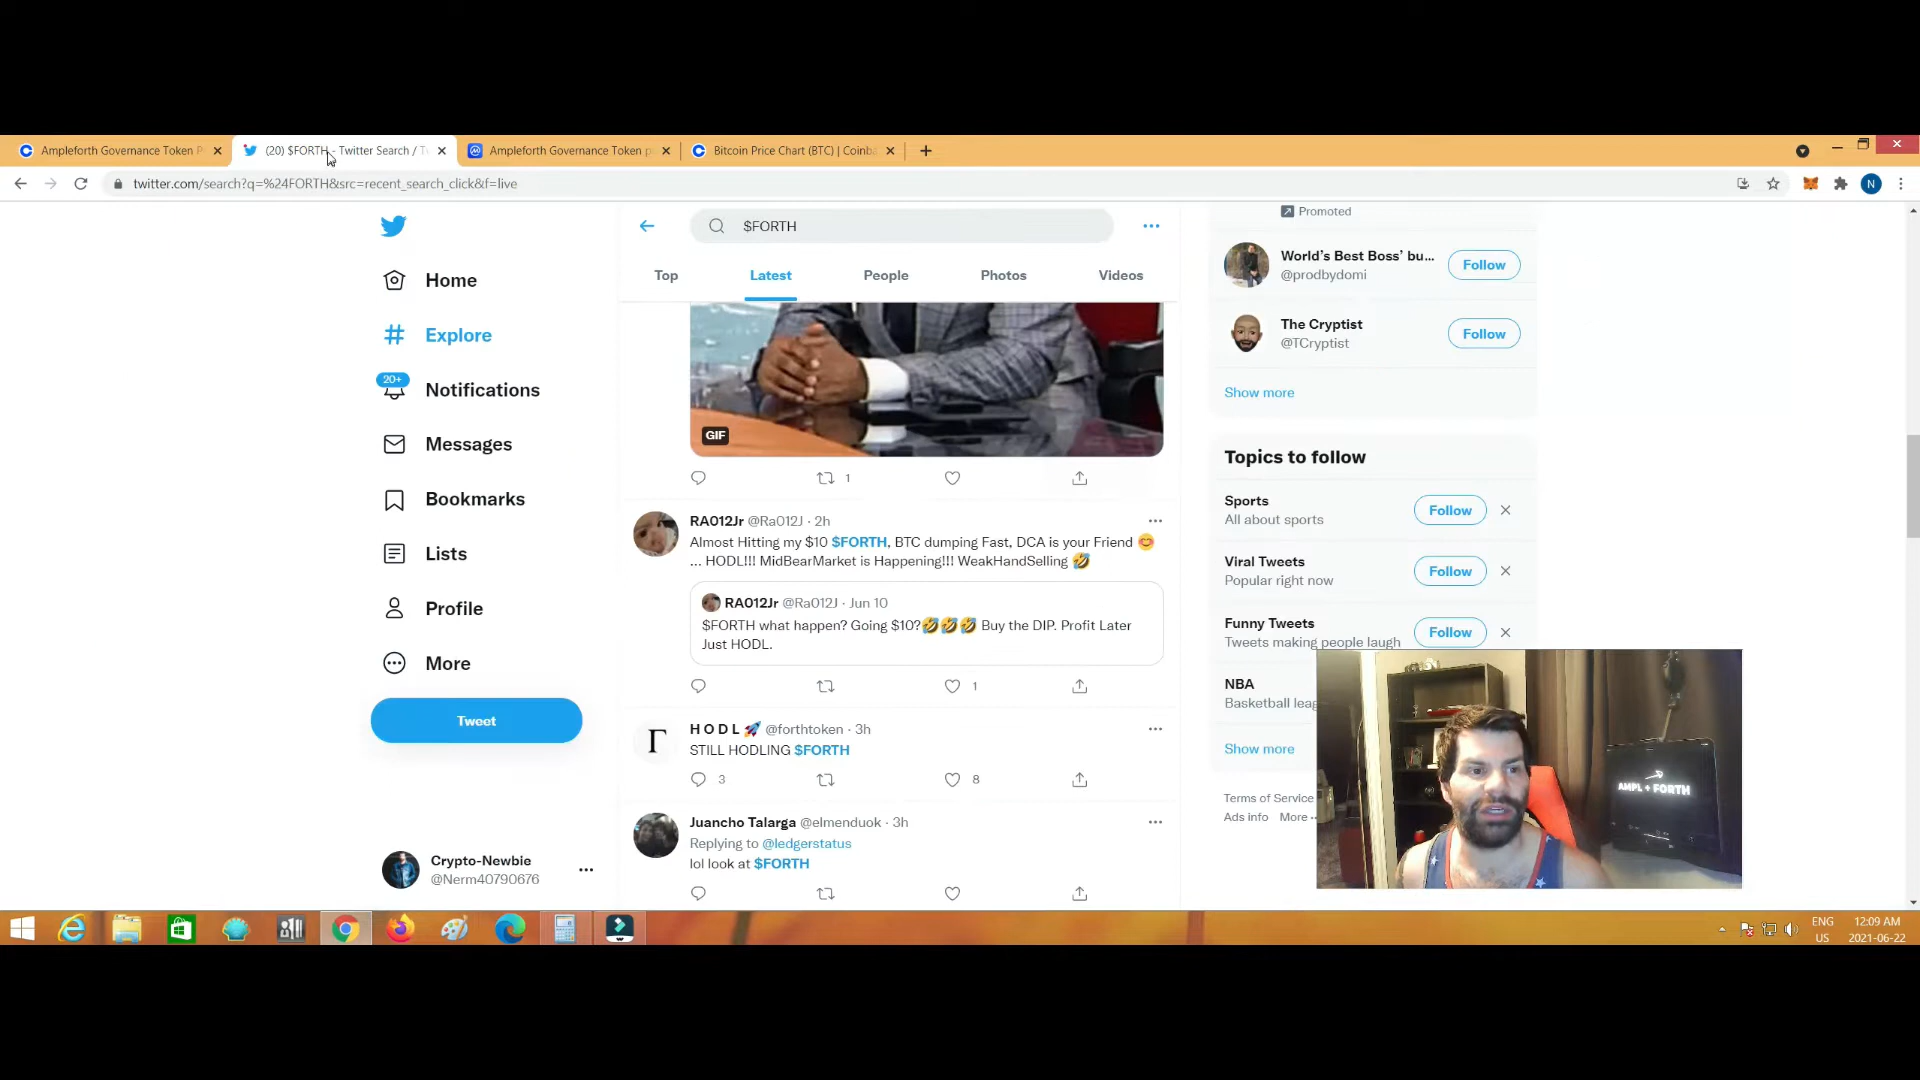 Ampleforth Governance Token P
(20) $FORTH - Twitter Search / Tw
Ampleforth Governance Token p
Bitcoin Price Chart (BTC) | Coinba
twitter.com/search?q=%24FORTH&src=recent_search_click&f=live
N
$FORTH
Top
Latest
People
Photos
Videos
Home
Explore
20+
Notifications
Messages
Bookmarks
Lists
Profile
More
Tweet
Crypto-Newbie
@Nerm40790676
GIF
1
RA012Jr @Ra012J · 2h
Almost Hitting my $10 $FORTH, BTC dumping Fast, DCA is your Friend 😊
... HODL!!! MidBearMarket is Happening!!! WeakHandSelling 🤣
RA012Jr @Ra012J · Jun 10
$FORTH what happen? Going $10?🤣🤣🤣 Buy the DIP. Profit Later
Just HODL.
1
H O D L 🚀 @forthtoken · 3h
STILL HODLING $FORTH
3
8
Juancho Talarga @elmenduok · 3h
Replying to @ledgerstatus
lol look at $FORTH
Promoted
World's Best Boss' bu...
@prodbydomi
Follow
The Cryptist
@TCryptist
Follow
Show more
Topics to follow
Sports
All about sports
Follow
Viral Tweets
Popular right now
Follow
Funny Tweets
Tweets making people laugh
Follow
NBA
Basketball leag
Show more
Terms of Service
Ads info More ··
AMPL + FORTH
ENG
US
12:09 AM
2021-06-22